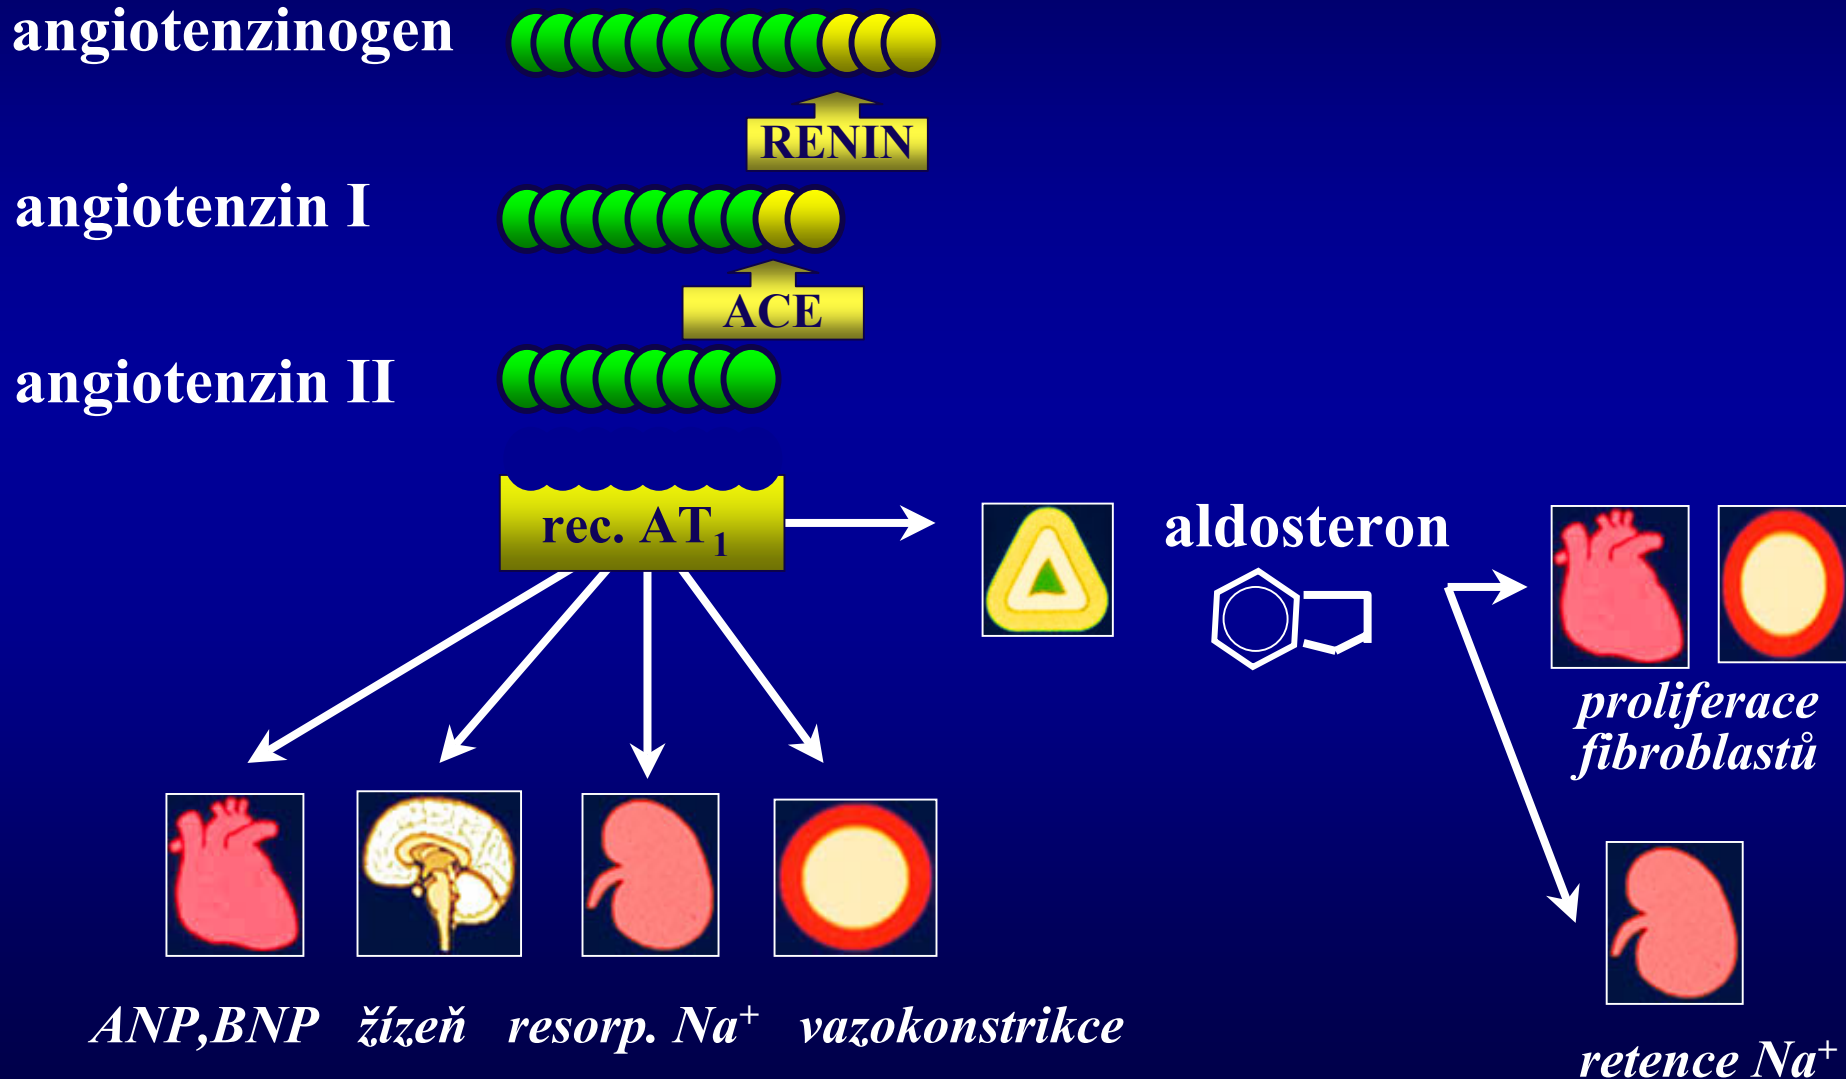 angiotenzinogen
RENIN
angiotenzin I
ACE
angiotenzin II
rec. AT₁
aldosteron
proliferace
fibroblastů
ANP,BNP žízeň resorp. Na⁺ vazokonstrikce
retence Na⁺